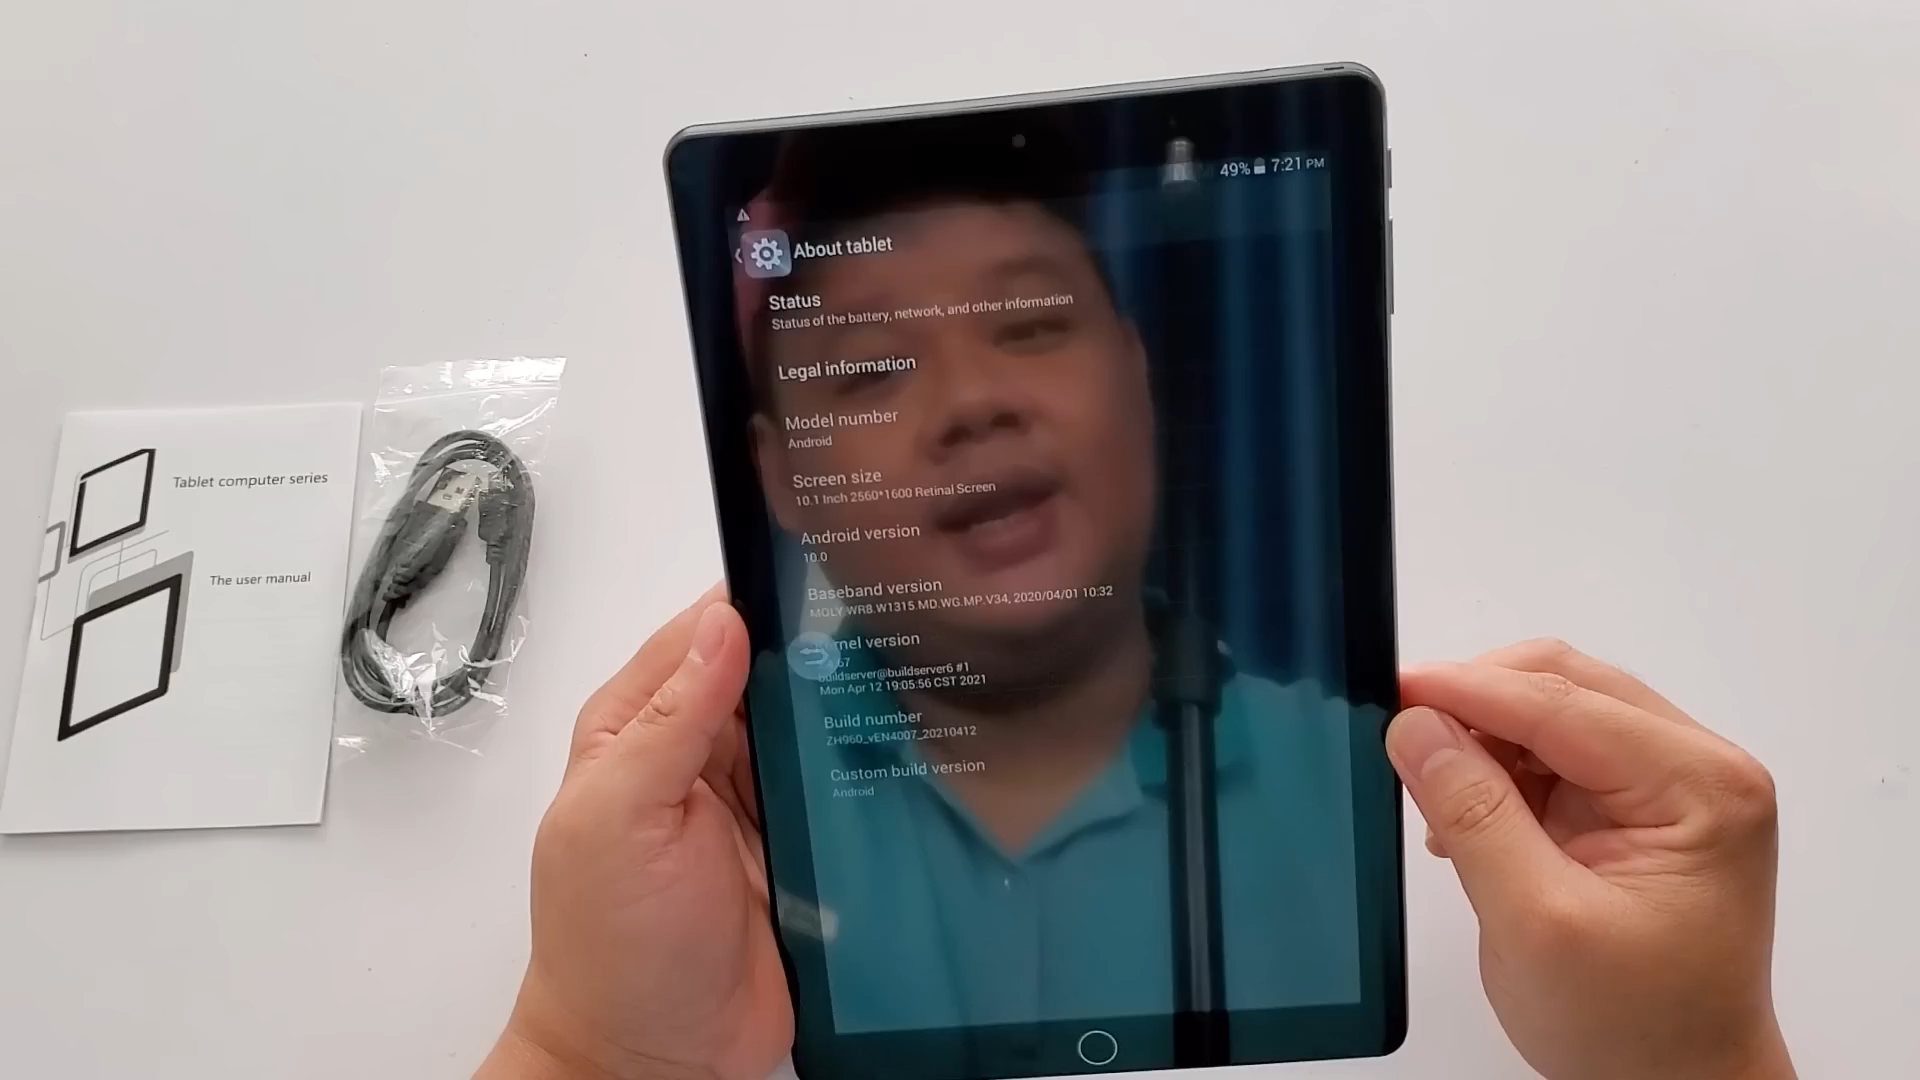 49% 7:21 PM
About tablet
Status
Status of the battery, network, and other information
Legal information
Model number
Android
Screen size
10.1 Inch 2560*1600 Retinal Screen
Android version
10.0
Baseband version
MOLY.WR8.W1315.MD.WG.MP.V34, 2020/04/01 10:32
version
67
buildserver@buildserver6 #1
Mon Apr 12 19:05:56 CST 2021
Build number
ZH960_vEN4007_20210412
Custom build version
Android
Tablet computer series
The user manual